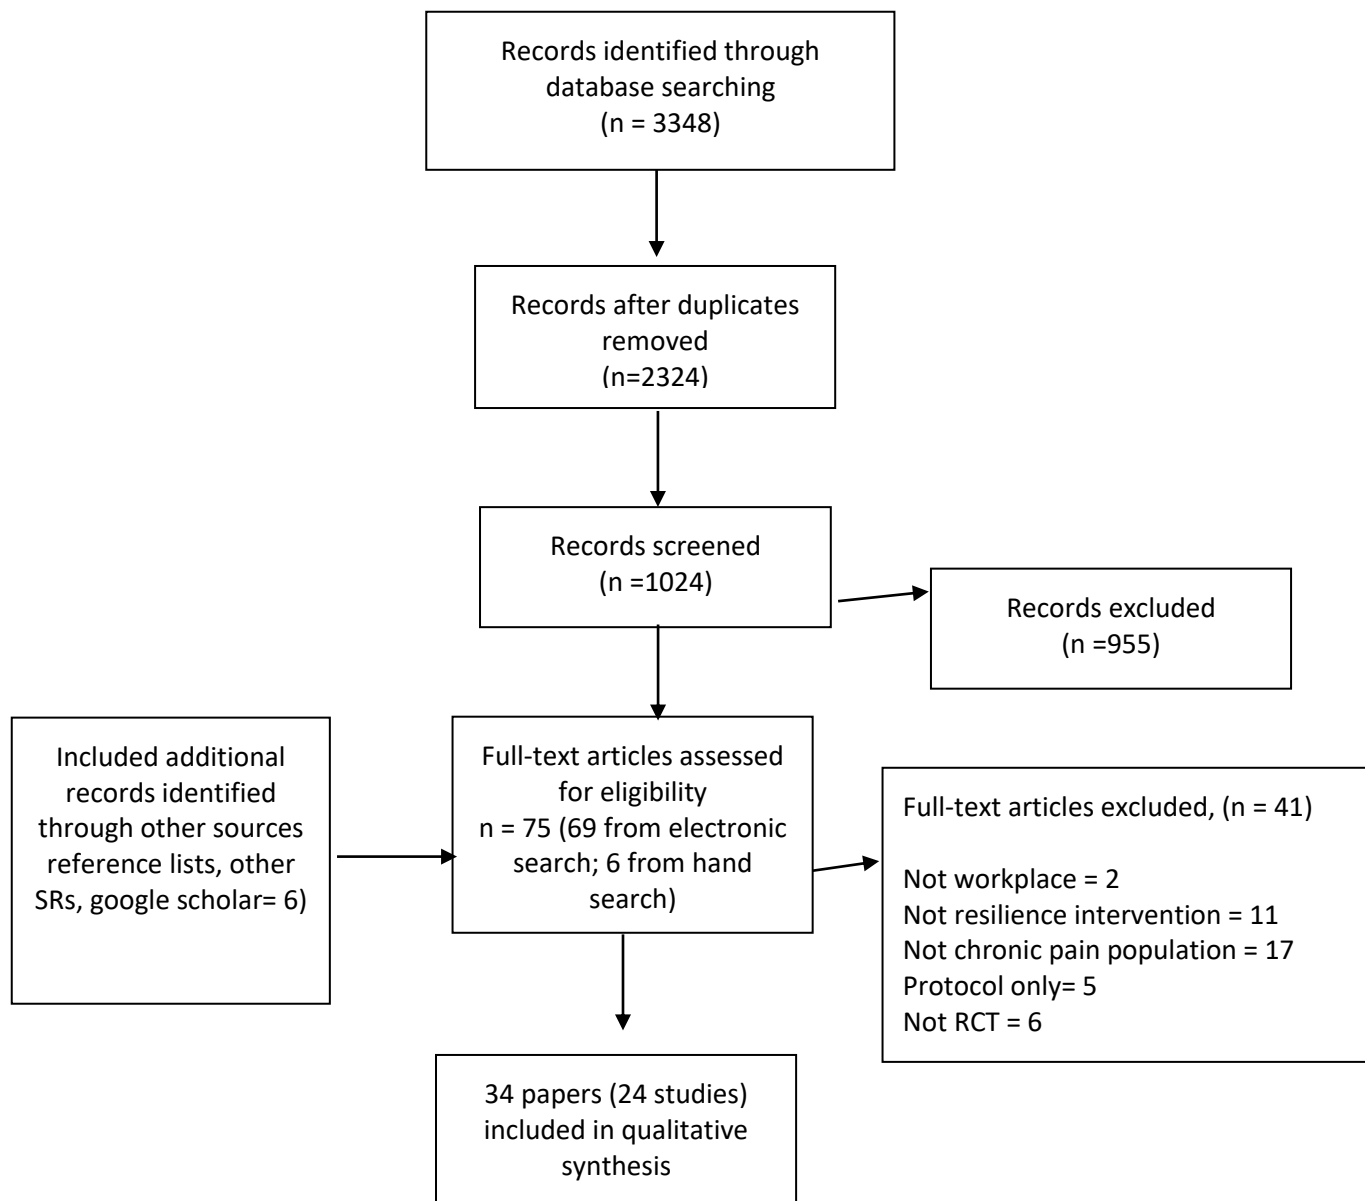 Records identified through
database searching
(n = 3348)
Records after duplicates
removed
(n=2324)
Records screened
(n =1024)
Records excluded
(n =955)
Included additional
records identified
through other sources
reference lists, other
SRs, google scholar= 6)
Full-text articles assessed
for eligibility
n = 75 (69 from electronic
search; 6 from hand
search)
Full-text articles excluded, (n = 41)
Not workplace = 2
Not resilience intervention = 11
Not chronic pain population = 17
Protocol only= 5
Not RCT = 6
34 papers (24 studies)
included in qualitative
synthesis